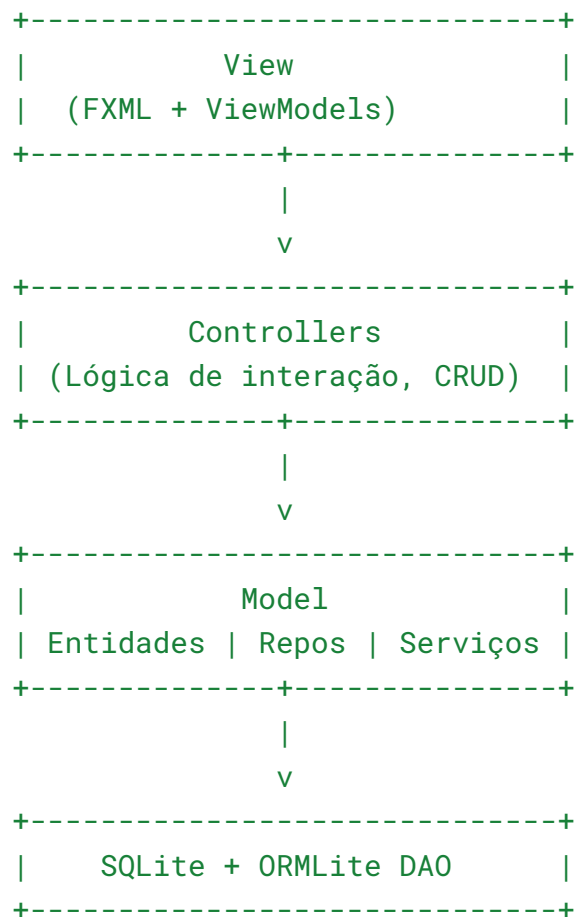 +------------------------------+
|           View               |
|  (FXML + ViewModels)         |
+--------------+---------------+
               |
               v
+------------------------------+
|         Controllers          |
| (Lógica de interação, CRUD)  |
+--------------+---------------+
               |
               v
+------------------------------+
|            Model             |
| Entidades | Repos | Serviços |
+--------------+---------------+
               |
               v
+------------------------------+
|    SQLite + ORMLite DAO      |
+------------------------------+